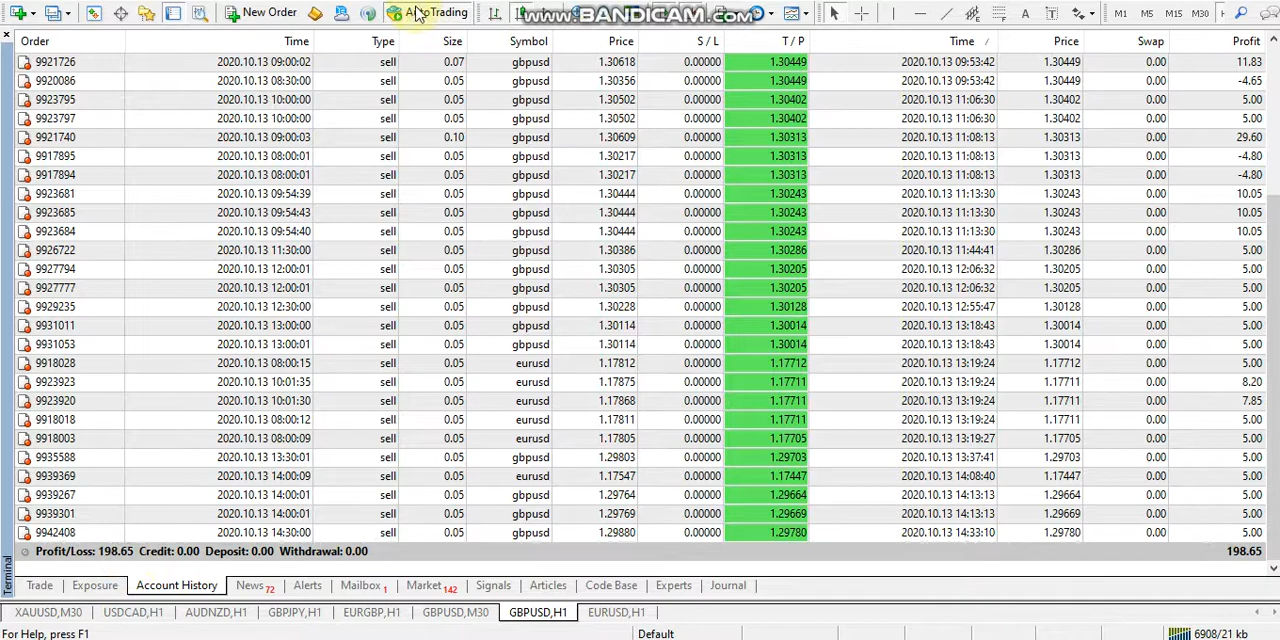 New Order AutoTrading www.BANDICAM.com M1 M5 M15 M30 H
Order Time Type Size Symbol Price S / L T / P Time / Price Swap Profit
9921726 2020.10.13 09:00:02 sell 0.07 gbpusd 1.30618 0.00000 1.30449 2020.10.13 09:53:42 1.30449 0.00 11.83
9920086 2020.10.13 08:30:00 sell 0.05 gbpusd 1.30356 0.00000 1.30449 2020.10.13 09:53:42 1.30449 0.00 -4.65
9923795 2020.10.13 10:00:00 sell 0.05 gbpusd 1.30502 0.00000 1.30402 2020.10.13 11:06:30 1.30402 0.00 5.00
9923797 2020.10.13 10:00:00 sell 0.05 gbpusd 1.30502 0.00000 1.30402 2020.10.13 11:06:30 1.30402 0.00 5.00
9921740 2020.10.13 09:00:03 sell 0.10 gbpusd 1.30609 0.00000 1.30313 2020.10.13 11:08:13 1.30313 0.00 29.60
9917895 2020.10.13 08:00:01 sell 0.05 gbpusd 1.30217 0.00000 1.30313 2020.10.13 11:08:13 1.30313 0.00 -4.80
9917894 2020.10.13 08:00:01 sell 0.05 gbpusd 1.30217 0.00000 1.30313 2020.10.13 11:08:13 1.30313 0.00 -4.80
9923681 2020.10.13 09:54:39 sell 0.05 gbpusd 1.30444 0.00000 1.30243 2020.10.13 11:13:30 1.30243 0.00 10.05
9923685 2020.10.13 09:54:43 sell 0.05 gbpusd 1.30444 0.00000 1.30243 2020.10.13 11:13:30 1.30243 0.00 10.05
9923684 2020.10.13 09:54:40 sell 0.05 gbpusd 1.30444 0.00000 1.30243 2020.10.13 11:13:30 1.30243 0.00 10.05
9926722 2020.10.13 11:30:00 sell 0.05 gbpusd 1.30386 0.00000 1.30286 2020.10.13 11:44:41 1.30286 0.00 5.00
9927794 2020.10.13 12:00:01 sell 0.05 gbpusd 1.30305 0.00000 1.30205 2020.10.13 12:06:32 1.30205 0.00 5.00
9927777 2020.10.13 12:00:01 sell 0.05 gbpusd 1.30305 0.00000 1.30205 2020.10.13 12:06:32 1.30205 0.00 5.00
9929235 2020.10.13 12:30:00 sell 0.05 gbpusd 1.30228 0.00000 1.30128 2020.10.13 12:55:47 1.30128 0.00 5.00
9931011 2020.10.13 13:00:00 sell 0.05 gbpusd 1.30114 0.00000 1.30014 2020.10.13 13:18:43 1.30014 0.00 5.00
9931053 2020.10.13 13:00:01 sell 0.05 gbpusd 1.30114 0.00000 1.30014 2020.10.13 13:18:43 1.30014 0.00 5.00
9918028 2020.10.13 08:00:15 sell 0.05 eurusd 1.17812 0.00000 1.17712 2020.10.13 13:19:24 1.17712 0.00 5.00
9923923 2020.10.13 10:01:35 sell 0.05 eurusd 1.17875 0.00000 1.17711 2020.10.13 13:19:24 1.17711 0.00 8.20
9923920 2020.10.13 10:01:30 sell 0.05 eurusd 1.17868 0.00000 1.17711 2020.10.13 13:19:24 1.17711 0.00 7.85
9918018 2020.10.13 08:00:12 sell 0.05 eurusd 1.17811 0.00000 1.17711 2020.10.13 13:19:24 1.17711 0.00 5.00
9918003 2020.10.13 08:00:09 sell 0.05 eurusd 1.17805 0.00000 1.17705 2020.10.13 13:19:27 1.17705 0.00 5.00
9935588 2020.10.13 13:30:01 sell 0.05 gbpusd 1.29803 0.00000 1.29703 2020.10.13 13:37:41 1.29703 0.00 5.00
9939369 2020.10.13 14:00:09 sell 0.05 eurusd 1.17547 0.00000 1.17447 2020.10.13 14:08:40 1.17447 0.00 5.00
9939267 2020.10.13 14:00:01 sell 0.05 gbpusd 1.29764 0.00000 1.29664 2020.10.13 14:13:13 1.29664 0.00 5.00
9939301 2020.10.13 14:00:01 sell 0.05 gbpusd 1.29769 0.00000 1.29669 2020.10.13 14:13:13 1.29669 0.00 5.00
9942408 2020.10.13 14:30:00 sell 0.05 gbpusd 1.29880 0.00000 1.29780 2020.10.13 14:33:10 1.29780 0.00 5.00
Profit/Loss: 198.65 Credit: 0.00 Deposit: 0.00 Withdrawal: 0.00 198.65
Terminal
Trade Exposure Account History News 72 Alerts Mailbox 1 Market 142 Signals Articles Code Base Experts Journal
XAUUSD,M30 USDCAD,H1 AUDNZD,H1 GBPJPY,H1 EURGBP,H1 GBPUSD,M30 GBPUSD,H1 EURUSD,H1
For Help, press F1 Default 6908/21 kb